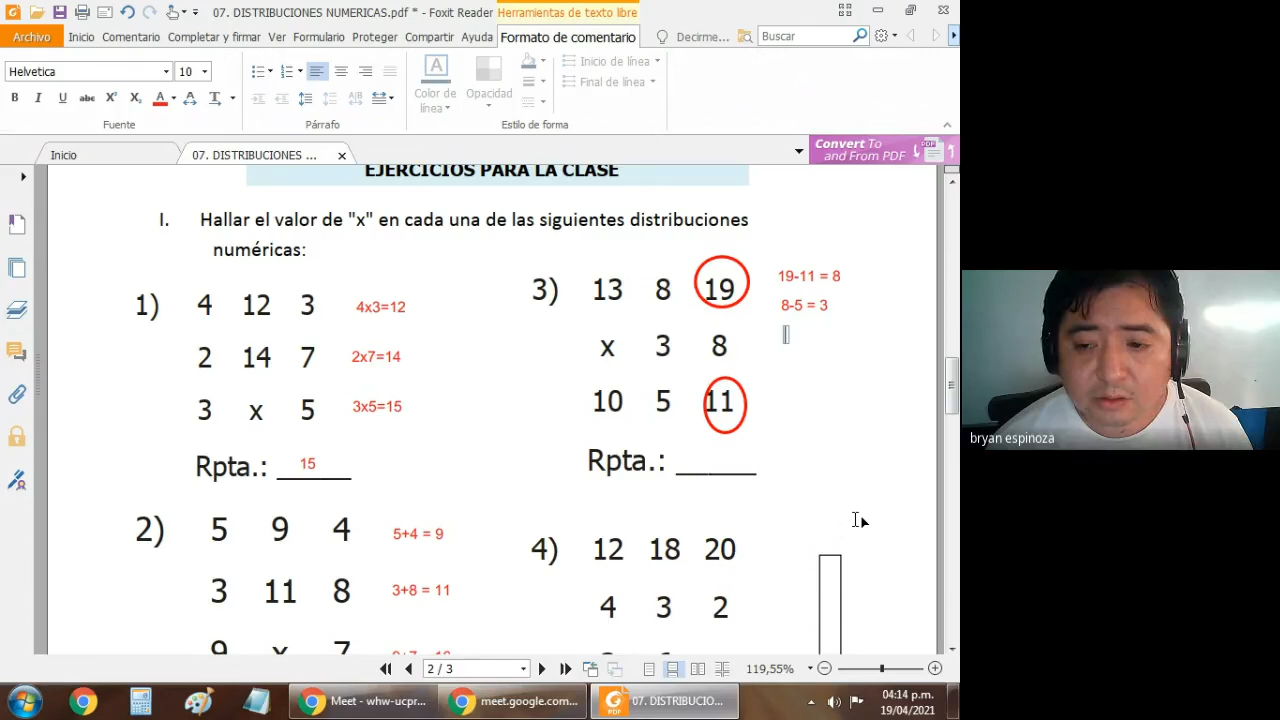 07. DISTRIBUCIONES NUMERICAS.pdf * - Foxit Reader
Herramientas de texto libre
Archivo Inicio Comentario Completar y firmar Ver Formulario Proteger Compartir Ayuda Formato de comentario Decirme... Buscar
Helvetica 10
Color de línea Opacidad
Inicio de línea
Final de línea
Fuente Párrafo Estilo de forma
Inicio 07. DISTRIBUCIONES ...
Convert To
and From PDF
EJERCICIOS PARA LA CLASE
I. Hallar el valor de "x" en cada una de las siguientes distribuciones
numéricas:
1) 4 12 3 4x3=12
2 14 7 2x7=14
3 x 5 3x5=15
Rpta.: 15
2) 5 9 4 5+4 = 9
3 11 8 3+8 = 11
9 x 7
3) 13 8 19 19-11 = 8
8-5 = 3
x 3 8
10 5 11
Rpta.: ______
4) 12 18 20
4 3 2
bryan espinoza
2 / 3
119,55%
Meet - whw-ucpr...
meet.google.com...
07. DISTRIBUCIO...
04:14 p.m.
19/04/2021